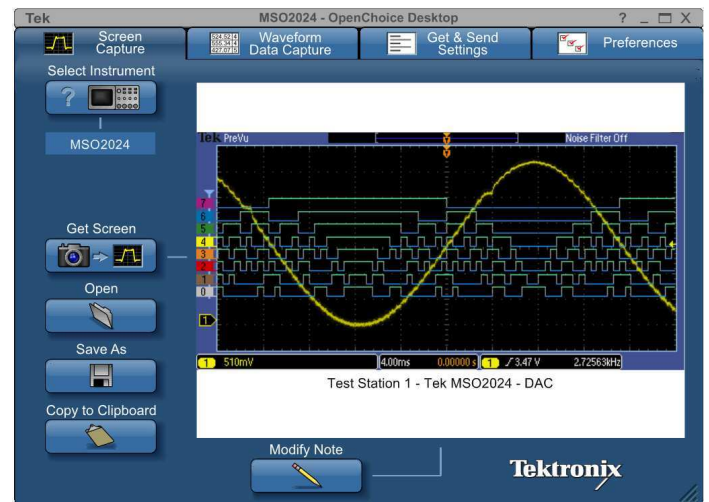 Tek
MSO2024 - OpenChoice Desktop
? _ □ X
Screen
Capture
Waveform
Data Capture
Get & Send
Settings
Preferences
Select Instrument
?
MSO2024
Get Screen
Open
Save As
Copy to Clipboard
Tek PreVu
Noise Filter Off
7
6
5
4
3
2
1
0
1
1 510mV
4.00ms 0.00000 s
1 3.47 V 2.72563kHz
Test Station 1 - Tek MSO2024 - DAC
Modify Note
Tektronix